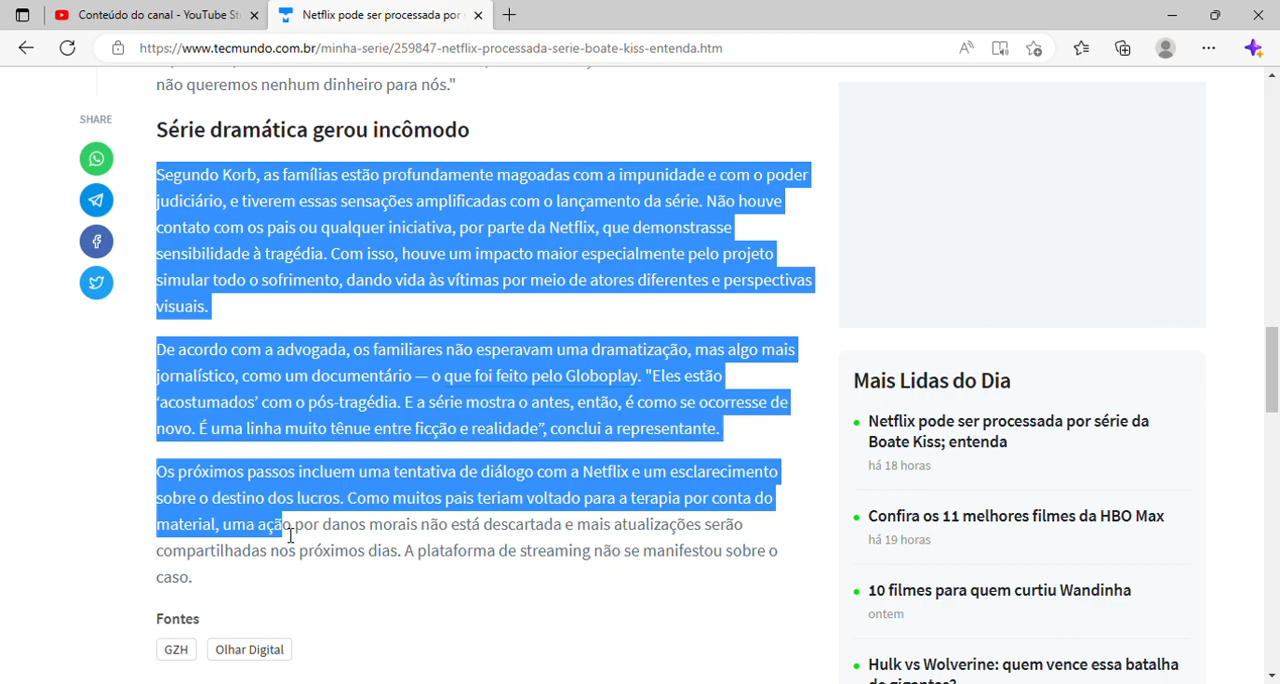 Conteúdo do canal - YouTube St
Netflix pode ser processada por
https://www.tecmundo.com.br/minha-serie/259847-netflix-processada-serie-boate-kiss-entenda.htm
não queremos nenhum dinheiro para nós."
SHARE
Série dramática gerou incômodo
Segundo Korb, as famílias estão profundamente magoadas com a impunidade e com o poder
judiciário, e tiverem essas sensações amplificadas com o lançamento da série. Não houve
contato com os pais ou qualquer iniciativa, por parte da Netflix, que demonstrasse
sensibilidade à tragédia. Com isso, houve um impacto maior especialmente pelo projeto
simular todo o sofrimento, dando vida às vítimas por meio de atores diferentes e perspectivas
visuais.
De acordo com a advogada, os familiares não esperavam uma dramatização, mas algo mais
jornalístico, como um documentário — o que foi feito pelo Globoplay. "Eles estão
‘acostumados’ com o pós-tragédia. E a série mostra o antes, então, é como se ocorresse de
novo. É uma linha muito tênue entre ficção e realidade”, conclui a representante.
Os próximos passos incluem uma tentativa de diálogo com a Netflix e um esclarecimento
sobre o destino dos lucros. Como muitos pais teriam voltado para a terapia por conta do
material, uma ação por danos morais não está descartada e mais atualizações serão
compartilhadas nos próximos dias. A plataforma de streaming não se manifestou sobre o
caso.
Fontes
GZH
Olhar Digital
Mais Lidas do Dia
Netflix pode ser processada por série da
Boate Kiss; entenda
há 18 horas
Confira os 11 melhores filmes da HBO Max
há 19 horas
10 filmes para quem curtiu Wandinha
ontem
Hulk vs Wolverine: quem vence essa batalha